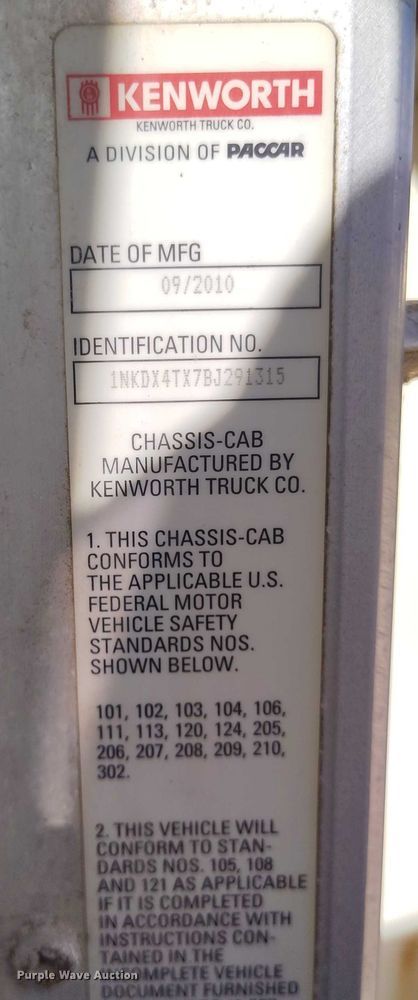 KENWORTH
KENWORTH TRUCK CO.
A DIVISION OF PACCAR
DATE OF MFG
09/2010
IDENTIFICATION NO.
1NKDX4TX7BJ291315
CHASSIS-CAB
MANUFACTURED BY
KENWORTH TRUCK CO.
1. THIS CHASSIS-CAB
CONFORMS TO
THE APPLICABLE U.S.
FEDERAL MOTOR
VEHICLE SAFETY
STANDARDS NOS.
SHOWN BELOW.
101, 102, 103, 104, 106,
111, 113, 120, 124, 205,
206, 207, 208, 209, 210,
302.
2. THIS VEHICLE WILL
CONFORM TO STAN-
DARDS NOS. 105, 108
AND 121 AS APPLICABLE
IF IT IS COMPLETED
IN ACCORDANCE WITH
INSTRUCTIONS CON-
TAINED IN THE
VEHICLE
DOCUMENT FURNISHED
Purple Wave Auction